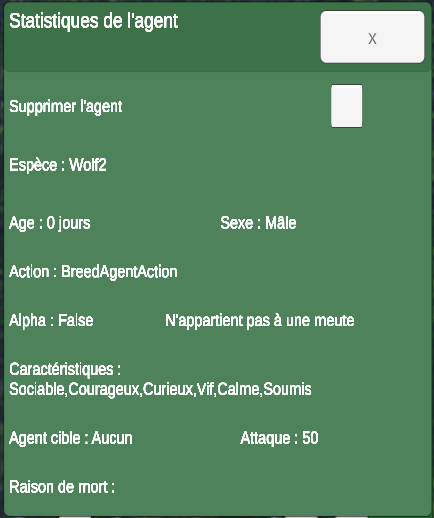 Statistiques de l'agent
X
Supprimer l'agent
Espèce : Wolf2
Age : 0 jours Sexe : Mâle
Action : BreedAgentAction
Alpha : False N'appartient pas à une meute
Caractéristiques :
Sociable,Courageux,Curieux,Vif,Calme,Soumis
Agent cible : Aucun Attaque : 50
Raison de mort :